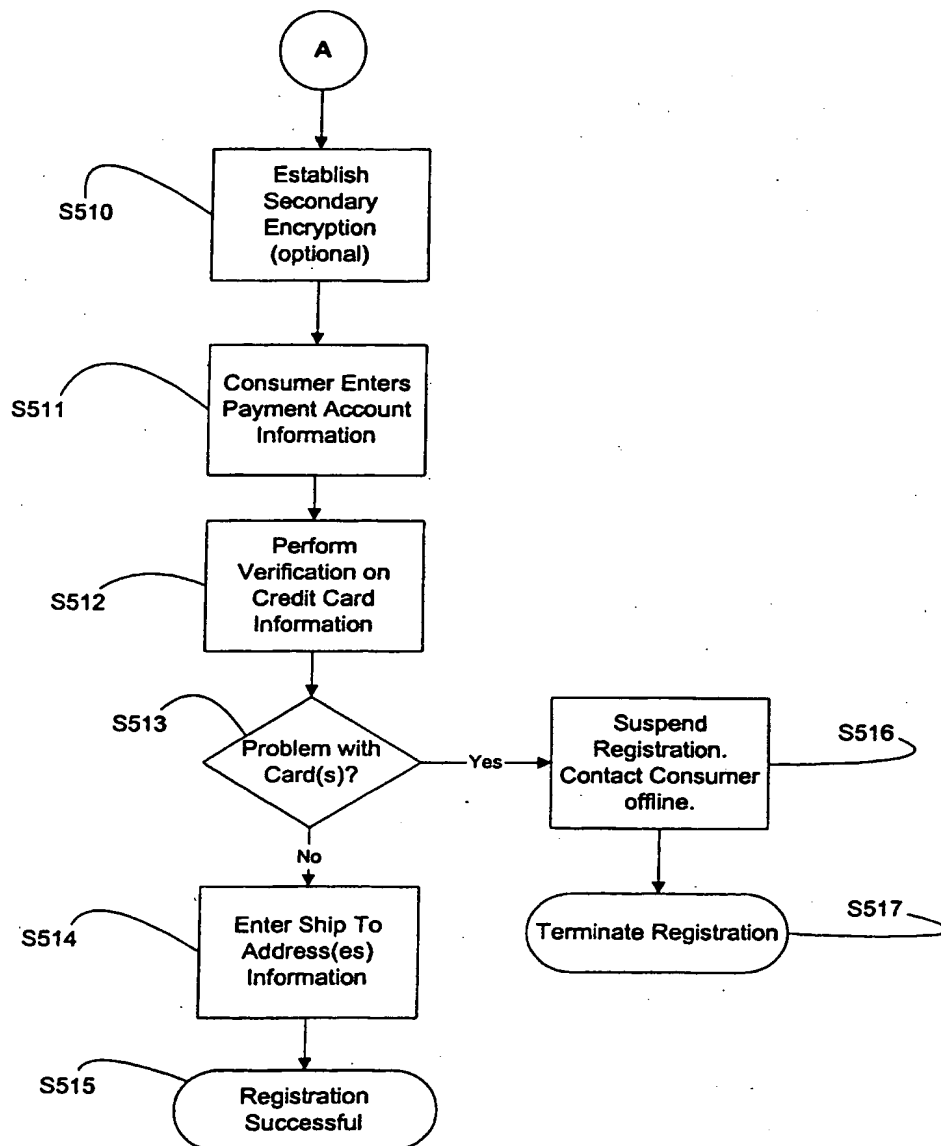 A
Establish
Secondary
Encryption
(optional)
S510
Consumer Enters
Payment Account
Information
S511
Perform
Verification on
Credit Card
Information
S512
S513
Problem with
Card(s)?
Yes
Suspend
Registration.
Contact Consumer
offline.
S516
No
Enter Ship To
Address(es)
Information
S514
Terminate Registration
S517
S515
Registration
Successful